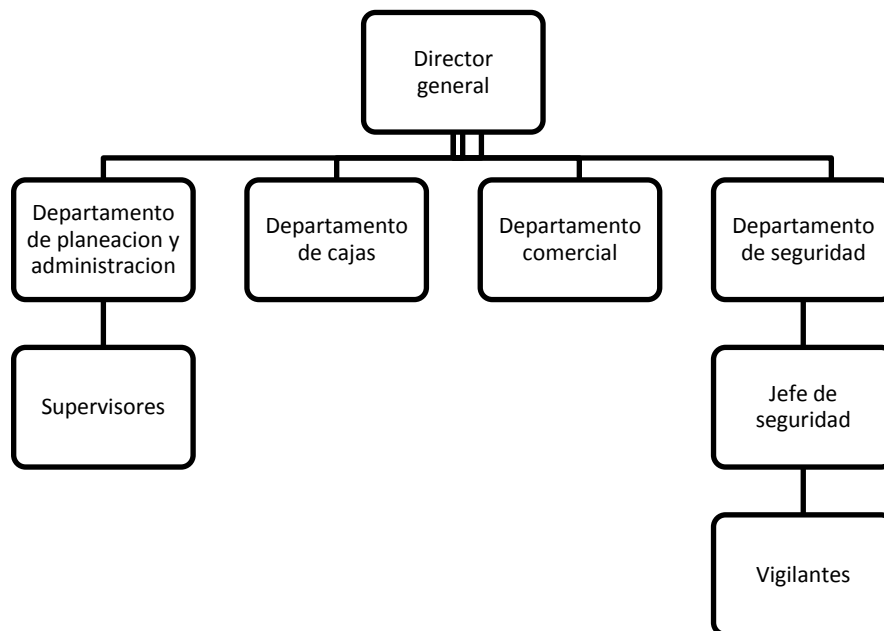 Director
general
Departamento
de planeacion y
administracion
Departamento
de cajas
Departamento
comercial
Departamento
de seguridad
Supervisores
Jefe de
seguridad
Vigilantes